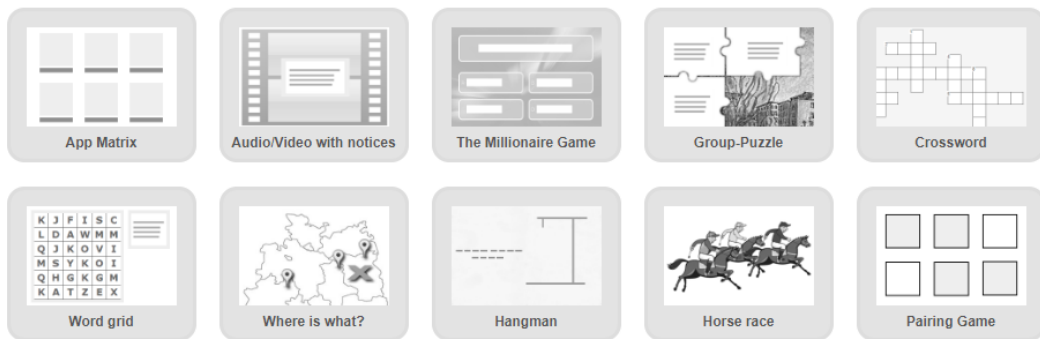 App Matrix
Audio/Video with notices
The Millionaire Game
Group-Puzzle
Crossword
K J F I S C
L D A W M M
Q J K O V I
M S Y K O I
Q H G K G M
K A T Z E X
Word grid
Where is what?
Hangman
Horse race
Pairing Game